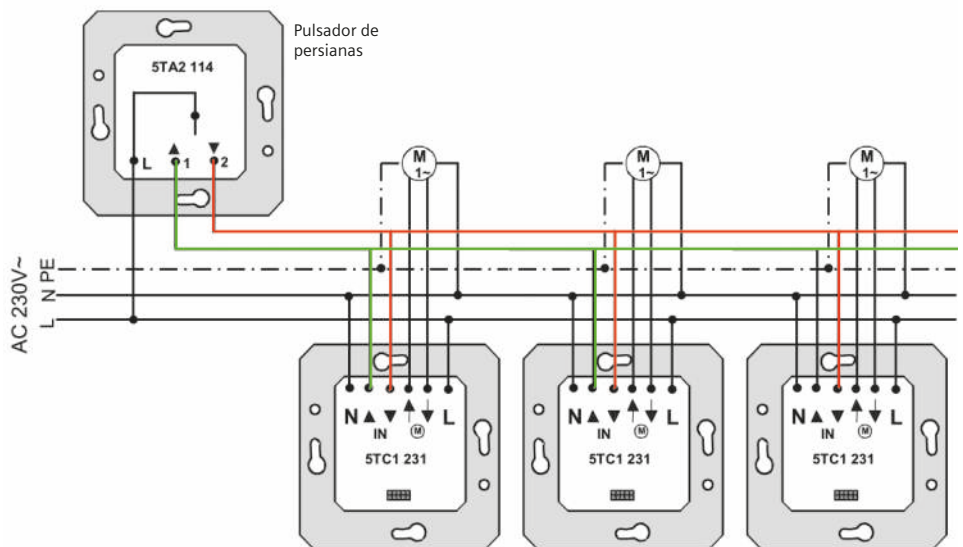 Pulsador de
persianas
5TA2 114
L ▲ 1 ▼ 2
M
1~
M
1~
M
1~
AC 230V~
PE
N
L
N ▲ ▼ ↑ ↓ L
IN M
5TC1 231
N ▲ ▼ ↑ ↓ L
IN M
5TC1 231
N ▲ ▼ ↑ ↓ L
IN M
5TC1 231